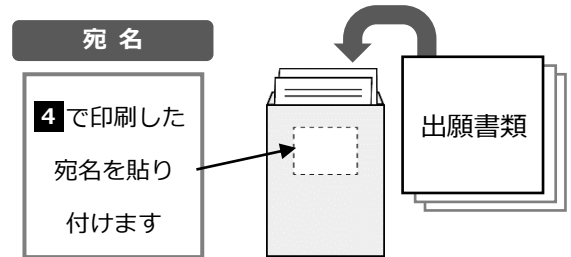 宛 名
4 で印刷した
宛名を貼り
付けます
出願書類